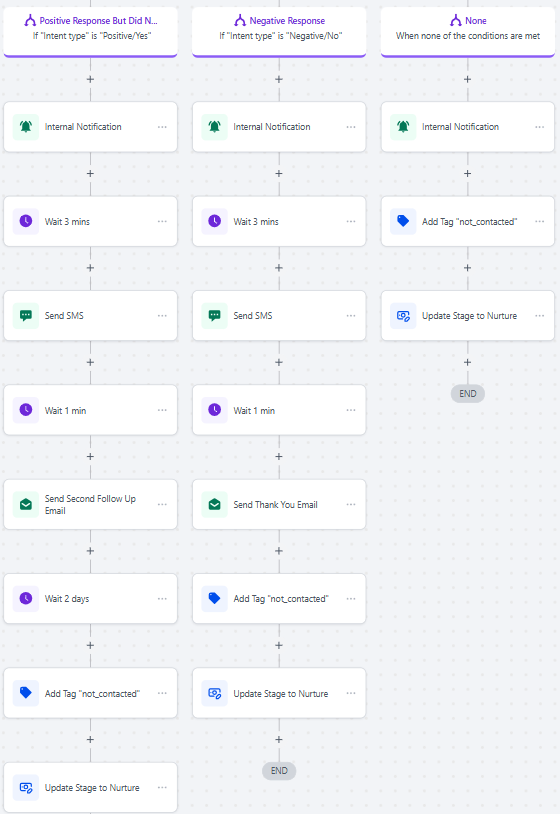 Positive Response But Did N...
If "Intent type" is "Positive/Yes"
Internal Notification
Wait 3 mins
Send SMS
Wait 1 min
Send Second Follow Up
Email
Wait 2 days
Add Tag "not_contacted"
Update Stage to Nurture
Negative Response
If "Intent type" is "Negative/No"
Internal Notification
Wait 3 mins
Send SMS
Wait 1 min
Send Thank You Email
Add Tag "not_contacted"
Update Stage to Nurture
END
None
When none of the conditions are met
Internal Notification
Add Tag "not_contacted"
Update Stage to Nurture
END